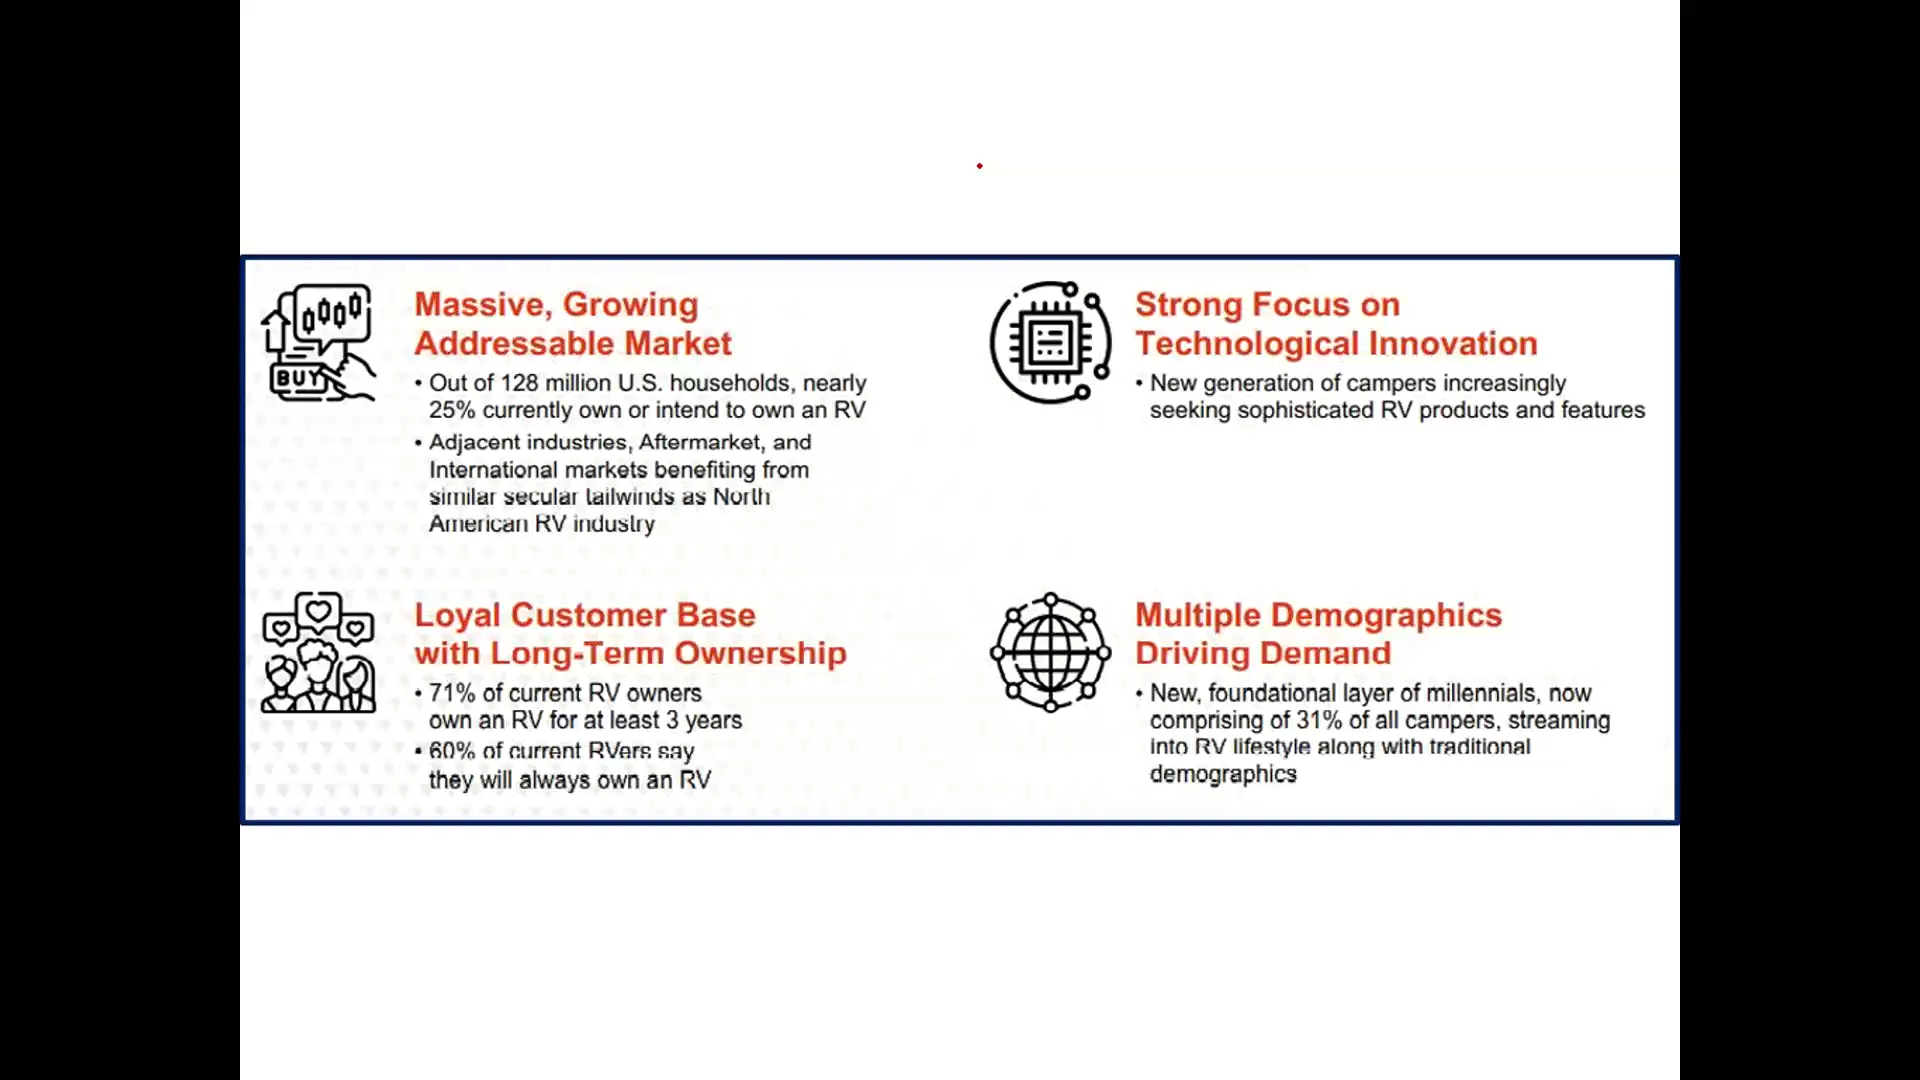 Massive, Growing
Addressable Market
• Out of 128 million U.S. households, nearly
25% currently own or intend to own an RV
• Adjacent industries, Aftermarket, and
International markets benefiting from
similar secular tailwinds as North
American RV industry
BUY
Strong Focus on
Technological Innovation
• New generation of campers increasingly
seeking sophisticated RV products and features
Loyal Customer Base
with Long-Term Ownership
• 71% of current RV owners
own an RV for at least 3 years
• 60% of current RVers say
they will always own an RV
Multiple Demographics
Driving Demand
• New, foundational layer of millennials, now
comprising of 31% of all campers, streaming
into RV lifestyle along with traditional
demographics